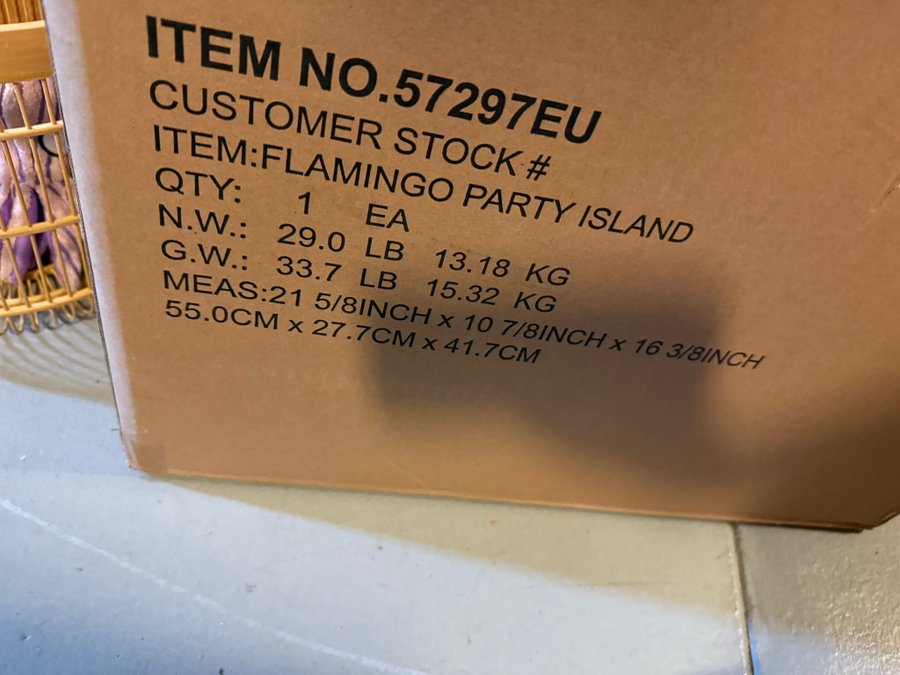 ITEM NO.57297EU
CUSTOMER STOCK #
ITEM:FLAMINGO PARTY ISLAND
QTY: 1 EA
N.W.: 29.0 LB 13.18 KG
G.W.: 33.7 LB 15.32 KG
MEAS:21 5/8INCH x 10 7/8INCH x 16 3/8INCH
55.0CM x 27.7CM x 41.7CM